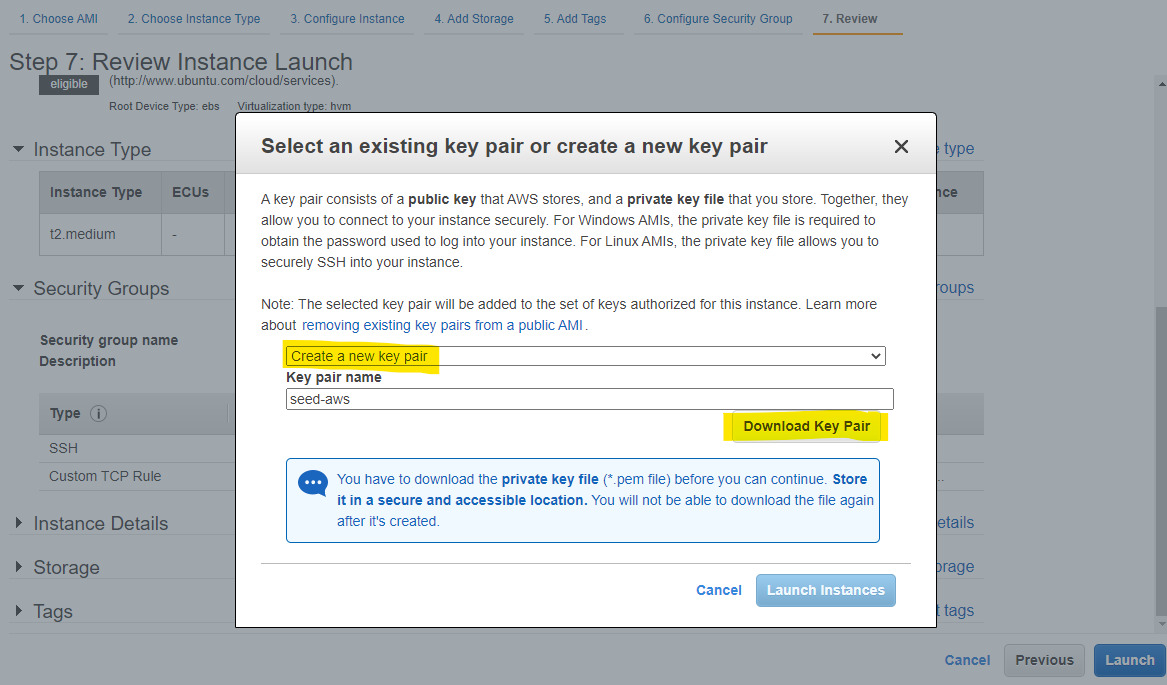 1. Choose AMI 2. Choose Instance Type 3. Configure Instance 4. Add Storage 5. Add Tags 6. Configure Security Group 7. Review
Step 7: Review Instance Launch
eligible (http://www.ubuntu.com/cloud/services).
Root Device Type: ebs Virtualization type: hvm
Select an existing key pair or create a new key pair
A key pair consists of a public key that AWS stores, and a private key file that you store. Together, they
allow you to connect to your instance securely. For Windows AMIs, the private key file is required to
obtain the password used to log into your instance. For Linux AMIs, the private key file allows you to
securely SSH into your instance.
Note: The selected key pair will be added to the set of keys authorized for this instance. Learn more
about removing existing key pairs from a public AMI .
Create a new key pair
Key pair name
seed-aws
Download Key Pair
You have to download the private key file (*.pem file) before you can continue. Store
it in a secure and accessible location. You will not be able to download the file again
after it's created.
Cancel Launch Instances
Instance Type type
Instance Type ECUs nce
t2.medium -
Security Groups roups
Security group name
Description
Type
SSH
Custom TCP Rule ..
Instance Details etails
Storage orage
Tags t tags
Cancel Previous Launch